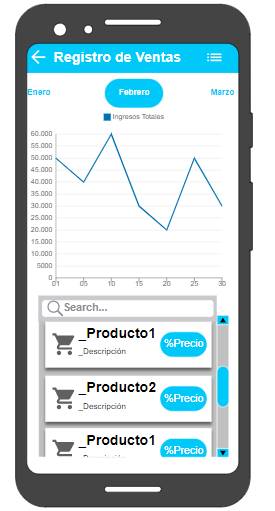 Registro de Ventas
Enero
Febrero
Marzo
Ingresos Totales
60.000
55.000
50.000
45.000
40.000
35.000
30.000
25.000
20.000
15.000
10.000
5000
0
01 05 10 15 20 25 30
Search...
_Producto1
_Descripción
%Precio
_Producto2
_Descripción
%Precio
_Producto1
_Descripción
%Precio